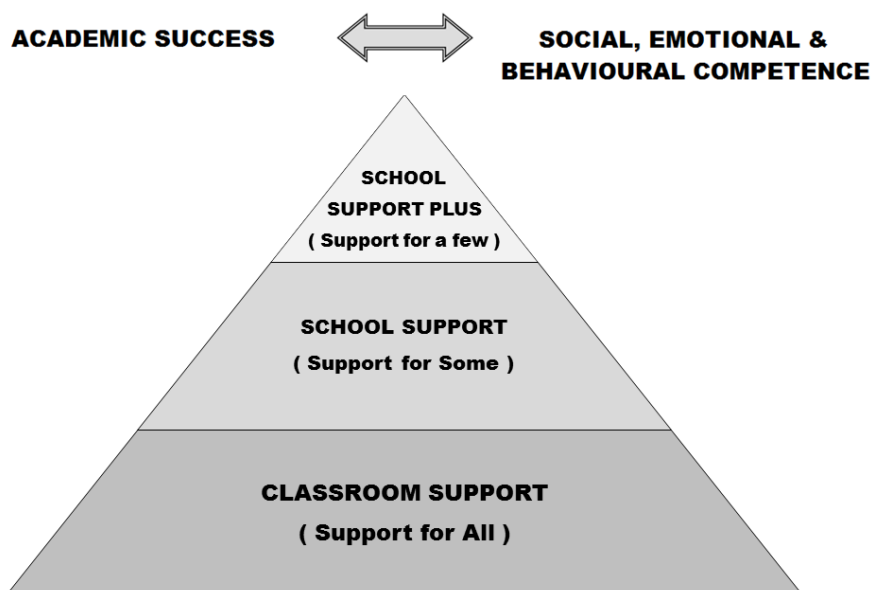 ACADEMIC SUCCESS
SOCIAL, EMOTIONAL &
BEHAVIOURAL COMPETENCE
SCHOOL
SUPPORT PLUS
( Support for a few )
SCHOOL SUPPORT
( Support for Some )
CLASSROOM SUPPORT
( Support for All )